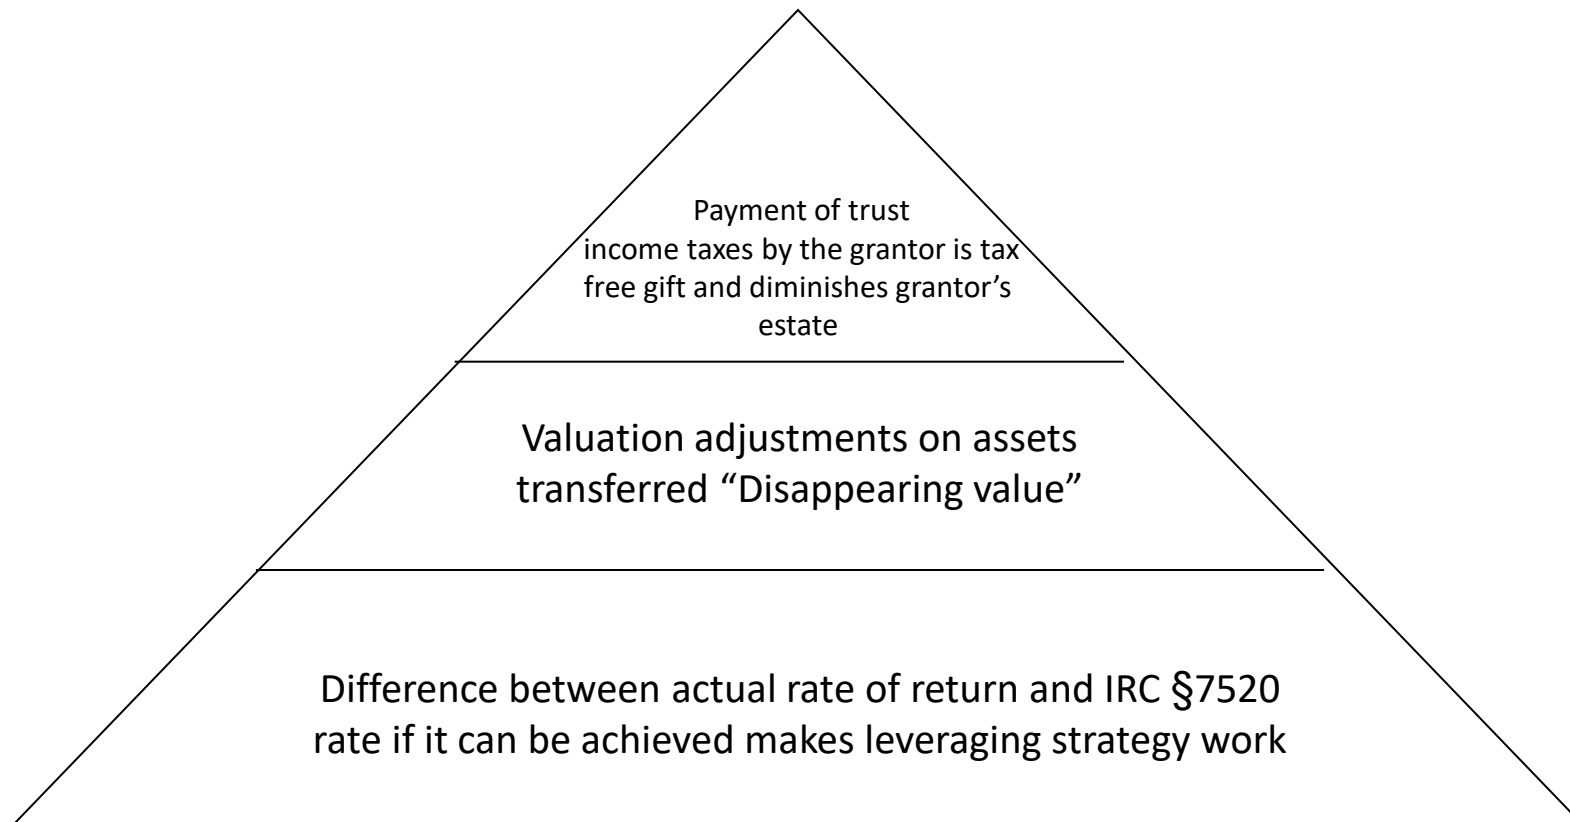 Payment of trust
income taxes by the grantor is tax
free gift and diminishes grantor’s
estate
Valuation adjustments on assets
transferred “Disappearing value”
Difference between actual rate of return and IRC §7520
rate if it can be achieved makes leveraging strategy work